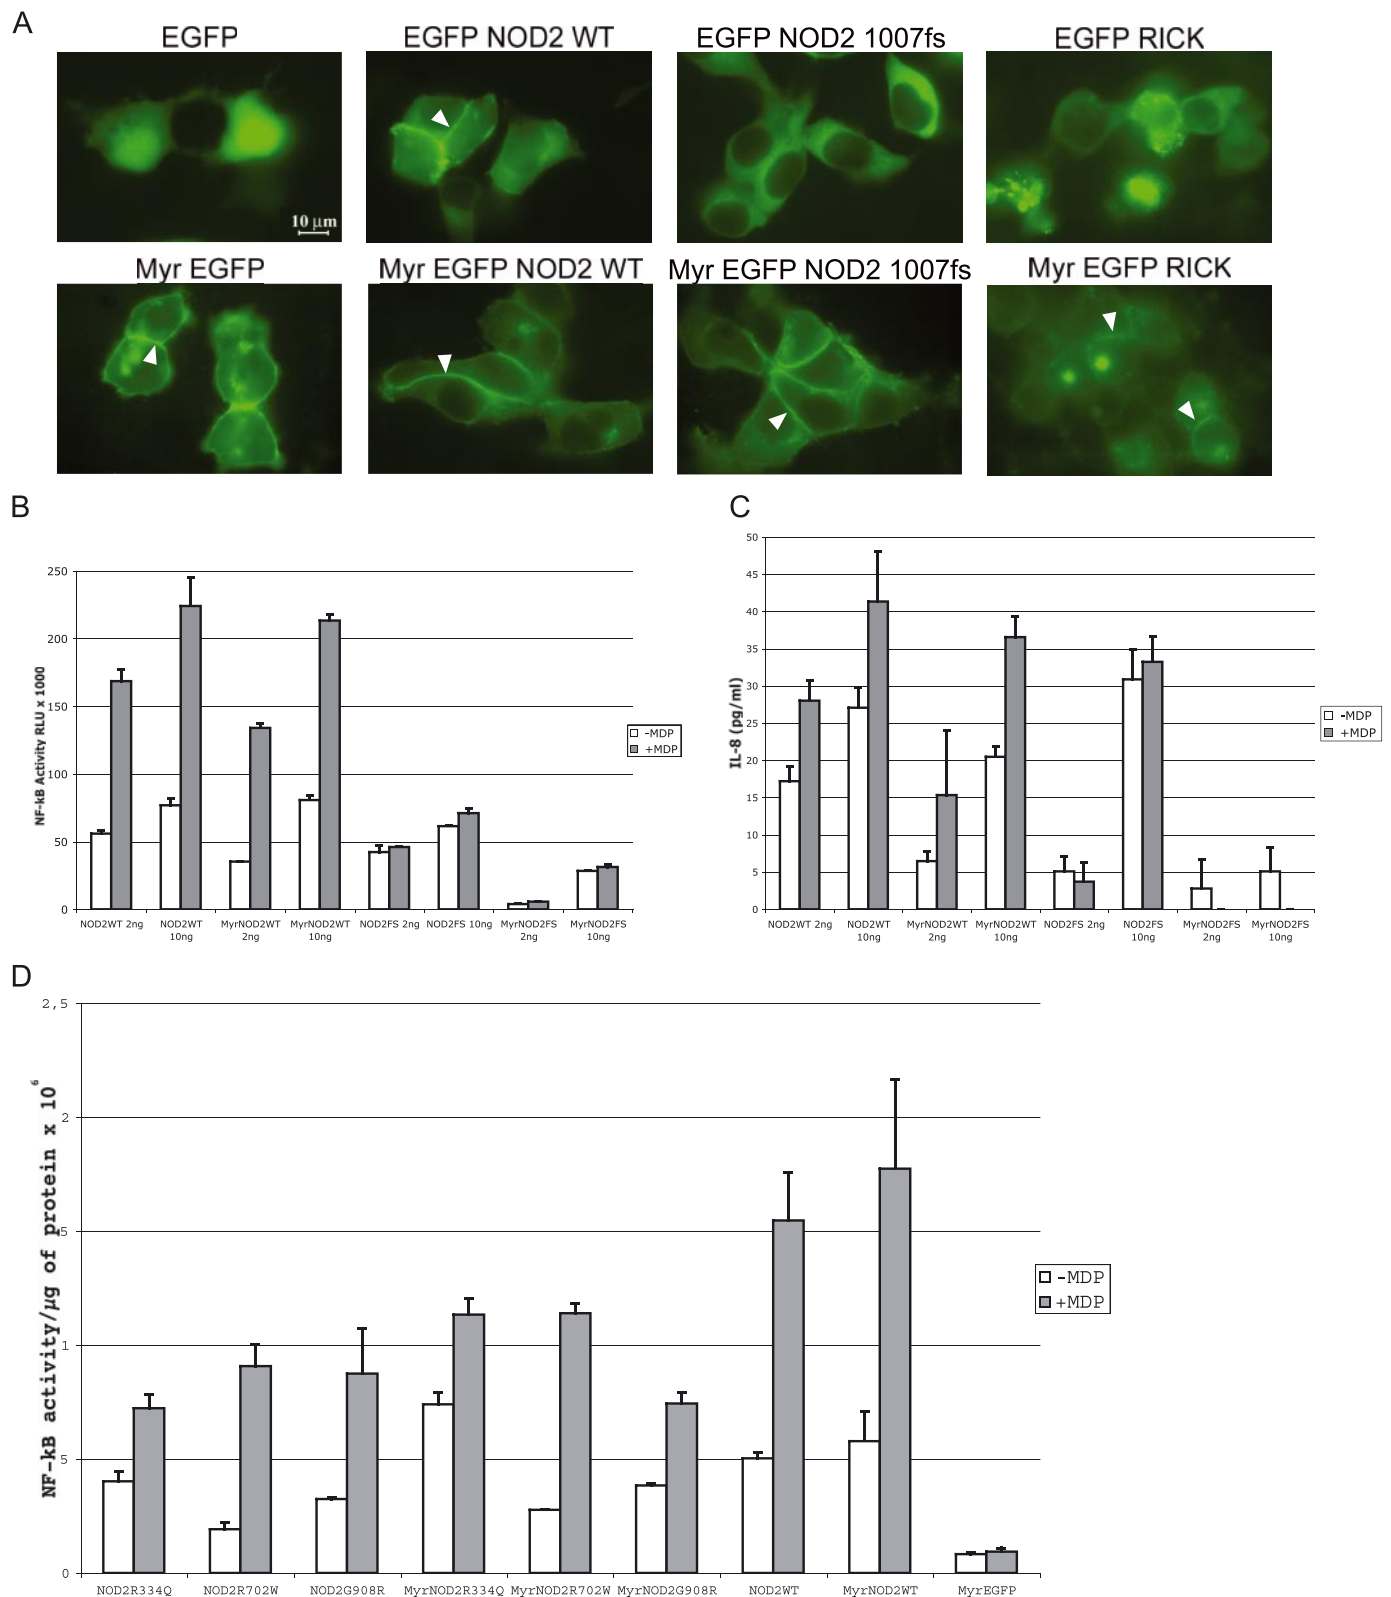 A
EGFP
EGFP NOD2 WT
EGFP NOD2 1007fs
EGFP RICK
10 µm
Myr EGFP
Myr EGFP NOD2 WT
Myr EGFP NOD2 1007fs
Myr EGFP RICK
B
NF-kB Activity RLU x 1000
250
200
150
100
50
0
NOD2WT 2ng
NOD2WT
10ng
MyrNOD2WT
2ng
MyrNOD2WT
10ng
NOD2FS 2ng
NOD2FS 10ng
MyrNOD2FS
2ng
MyrNOD2FS
10ng
-MDP
+MDP
C
IL-8 (pg/ml)
50
45
40
35
30
25
20
15
10
5
0
NOD2WT 2ng
NOD2WT
10ng
MyrNOD2WT
2ng
MyrNOD2WT
10ng
NOD2FS 2ng
NOD2FS
10ng
MyrNOD2FS
2ng
MyrNOD2FS
10ng
-MDP
+MDP
D
NF-kB activity/µg of protein x 10⁶
2,5
2
5
1
5
0
NOD2R334Q
NOD2R702W
NOD2G908R
MyrNOD2R334Q
MyrNOD2R702W
MyrNOD2G908R
NOD2WT
MyrNOD2WT
MyrEGFP
-MDP
+MDP